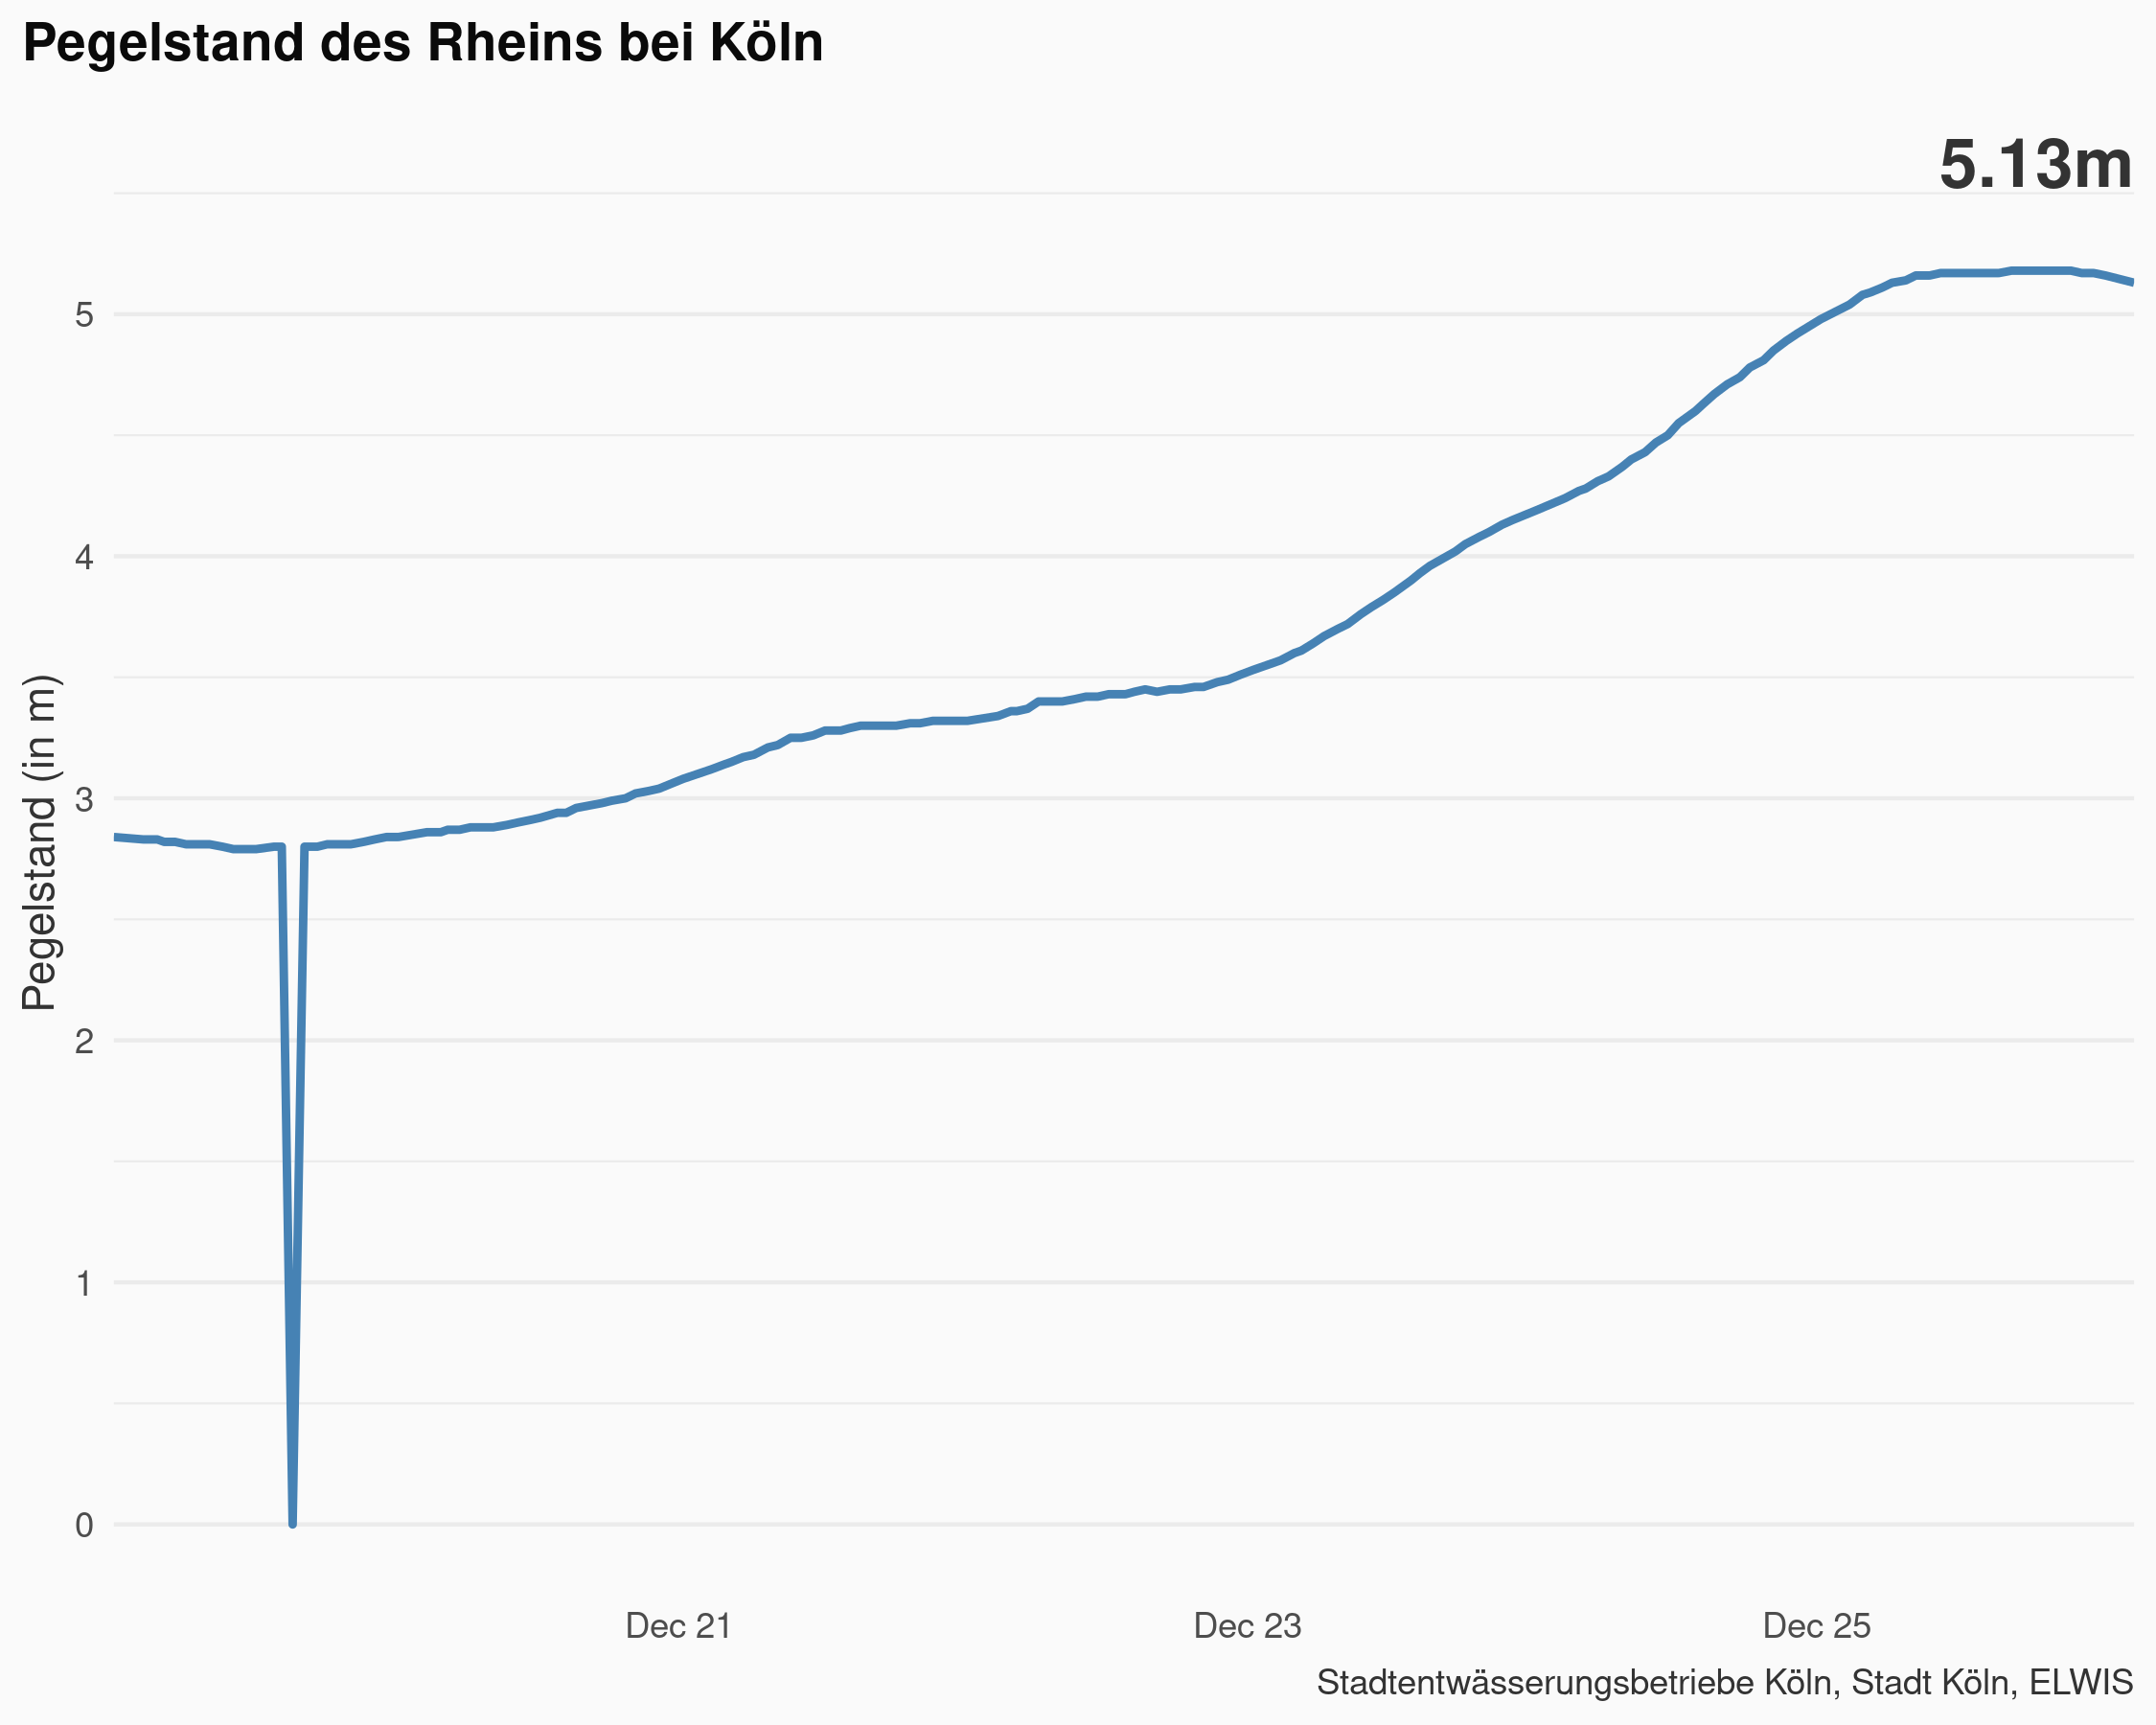 Pegelstand des Rheins bei Köln
5.13m
Pegelstand (in m)
5
4
3
2
1
0
Dec 21
Dec 23
Dec 25
Stadtentwässerungsbetriebe Köln, Stadt Köln, ELWIS